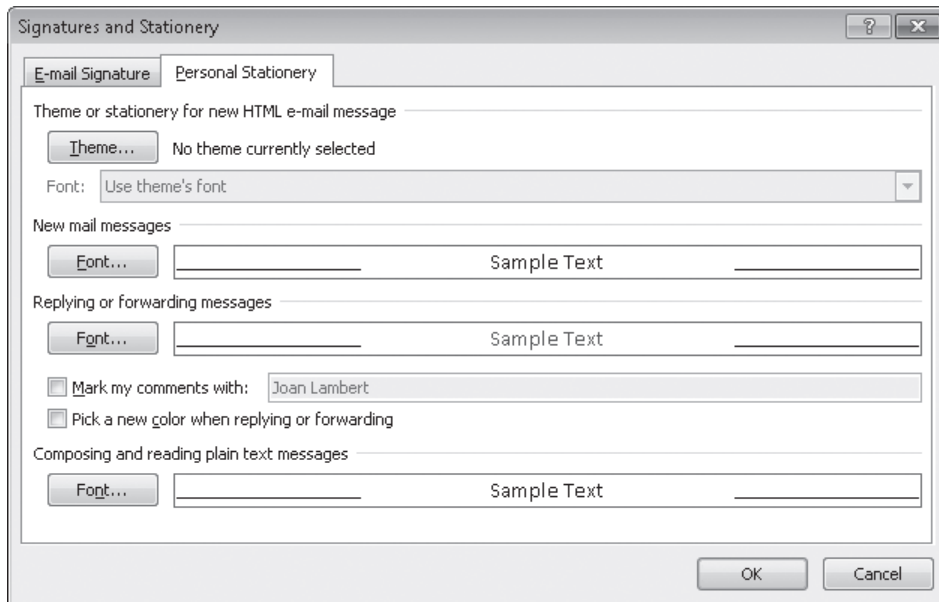 Signatures and Stationery
E-mail Signature Personal Stationery
Theme or stationery for new HTML e-mail message
Theme... No theme currently selected
Font: Use theme's font
New mail messages
Font... Sample Text
Replying or forwarding messages
Font... Sample Text
Mark my comments with: Joan Lambert
Pick a new color when replying or forwarding
Composing and reading plain text messages
Font... Sample Text
OK Cancel